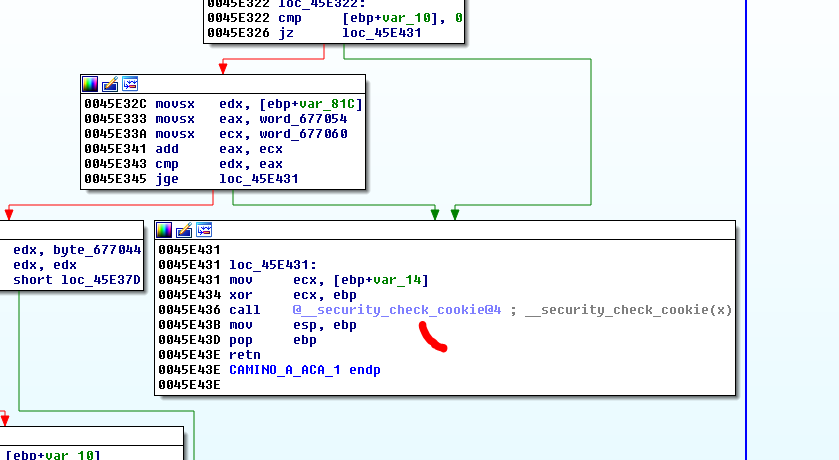 0045E322 loc_45E322:
0045E322 cmp [ebp+var_10], 0
0045E326 jz loc_45E431
0045E32C movsx edx, [ebp+var_81C]
0045E333 movsx eax, word_677054
0045E33A movsx ecx, word_677060
0045E341 add eax, ecx
0045E343 cmp edx, eax
0045E345 jge loc_45E431
edx, byte_677044
edx, edx
short loc_45E37D
0045E431
0045E431 loc_45E431:
0045E431 mov ecx, [ebp+var_14]
0045E434 xor ecx, ebp
0045E436 call @__security_check_cookie@4 ; __security_check_cookie(x)
0045E43B mov esp, ebp
0045E43D pop ebp
0045E43E retn
0045E43E CAMINO_A_ACA_1 endp
0045E43E
[ebp+var_10]